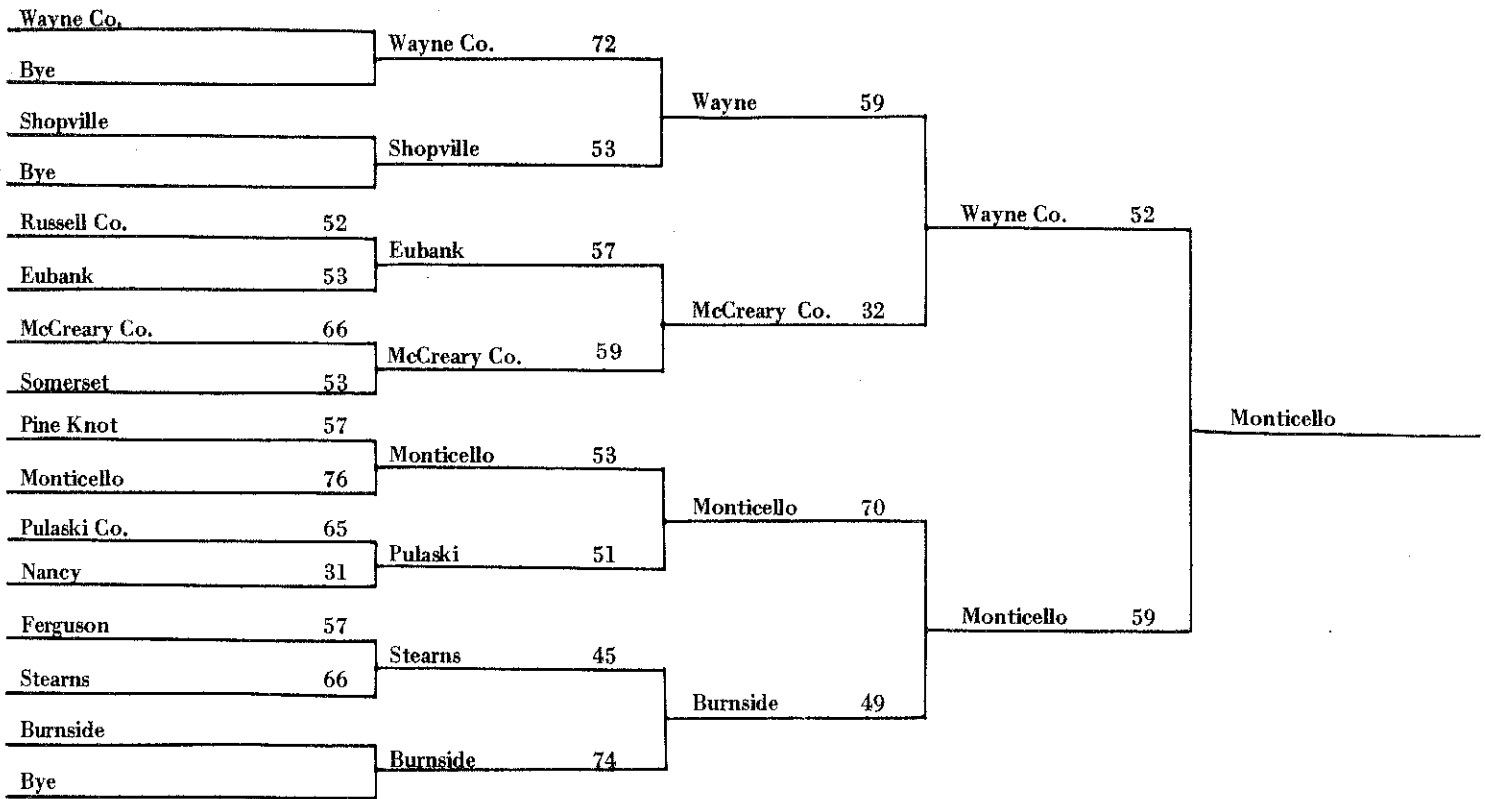 Wayne Co.
Bye
Shopville
Bye
Russell Co. 52
Eubank 53
McCreary Co. 66
Somerset 53
Pine Knot 57
Monticello 76
Pulaski Co. 65
Nancy 31
Ferguson 57
Stearns 66
Burnside
Bye
Wayne Co. 72
Shopville 53
Eubank 57
McCreary Co. 59
Monticello 53
Pulaski 51
Stearns 45
Burnside 74
Wayne 59
McCreary Co. 32
Monticello 70
Burnside 49
Wayne Co. 52
Monticello 59
Monticello